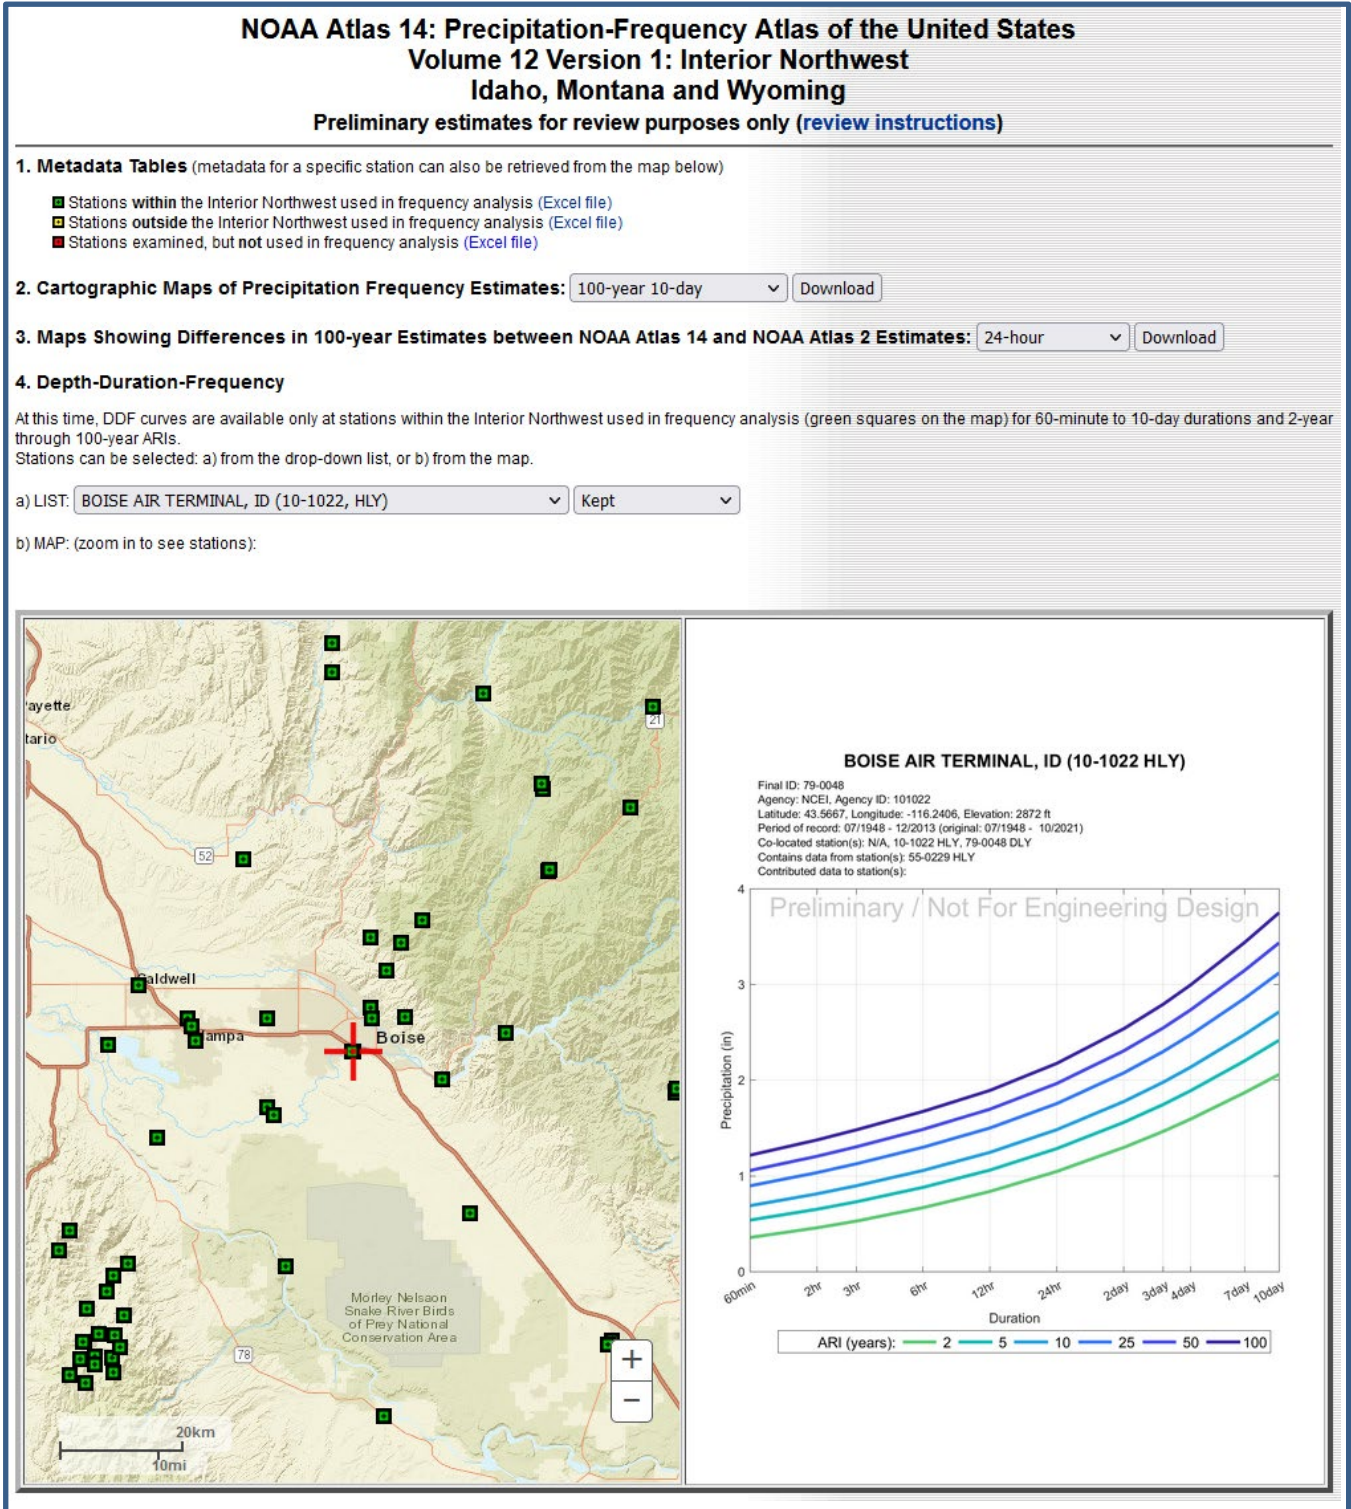 NOAA Atlas 14: Precipitation-Frequency Atlas of the United States
Volume 12 Version 1: Interior Northwest
Idaho, Montana and Wyoming
Preliminary estimates for review purposes only (review instructions)
1. Metadata Tables (metadata for a specific station can also be retrieved from the map below)
Stations within the Interior Northwest used in frequency analysis (Excel file)
Stations outside the Interior Northwest used in frequency analysis (Excel file)
Stations examined, but not used in frequency analysis (Excel file)
2. Cartographic Maps of Precipitation Frequency Estimates: 100-year 10-day Download
3. Maps Showing Differences in 100-year Estimates between NOAA Atlas 14 and NOAA Atlas 2 Estimates: 24-hour Download
4. Depth-Duration-Frequency
At this time, DDF curves are available only at stations within the Interior Northwest used in frequency analysis (green squares on the map) for 60-minute to 10-day durations and 2-year
through 100-year ARIs.
Stations can be selected: a) from the drop-down list, or b) from the map.
a) LIST: BOISE AIR TERMINAL, ID (10-1022, HLY) Kept
b) MAP: (zoom in to see stations):
ayette
21
tario
52
Caldwell
ampa
Boise
Morley Nelsaon
Snake River Birds
of Prey National
Conservation Area
78
+
−
20km
10mi
BOISE AIR TERMINAL, ID (10-1022 HLY)
Final ID: 79-0048
Agency: NCEI, Agency ID: 101022
Latitude: 43.5667, Longitude: -116.2406, Elevation: 2872 ft
Period of record: 07/1948 - 12/2013 (original: 07/1948 - 10/2021)
Co-located station(s): N/A, 10-1022 HLY, 79-0048 DLY
Contains data from station(s): 55-0229 HLY
Contributed data to station(s):
Preliminary / Not For Engineering Design
4
3
2
1
0
Precipitation (in)
60min 2hr 3hr 6hr 12hr 24hr 2day 3day 4day 7day 10day
Duration
ARI (years): 2 5 10 25 50 100